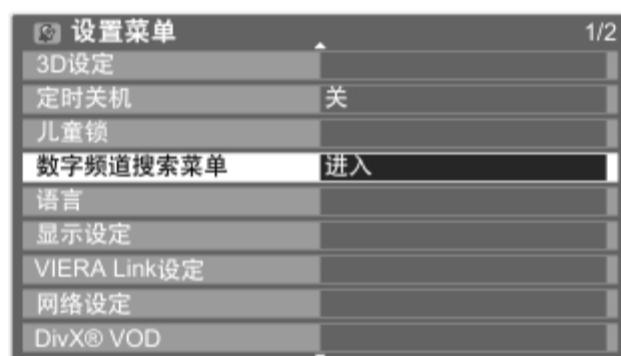 设置菜单 1/2
3D设定
定时关机 关
儿童锁
数字频道搜索菜单 进入
语言
显示设定
VIERA Link设定
网络设定
DivX® VOD